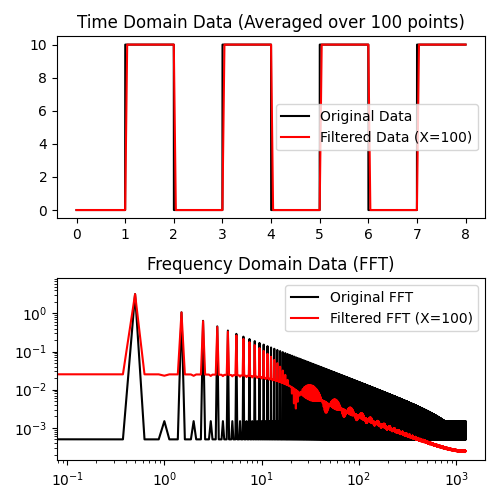 Time Domain Data (Averaged over 100 points)
10
8
6
4
2
0
Original Data
Filtered Data (X=100)
0 1 2 3 4 5 6 7 8
Frequency Domain Data (FFT)
10⁰
10⁻¹
10⁻²
10⁻³
Original FFT
Filtered FFT (X=100)
10⁻¹ 10⁰ 10¹ 10² 10³